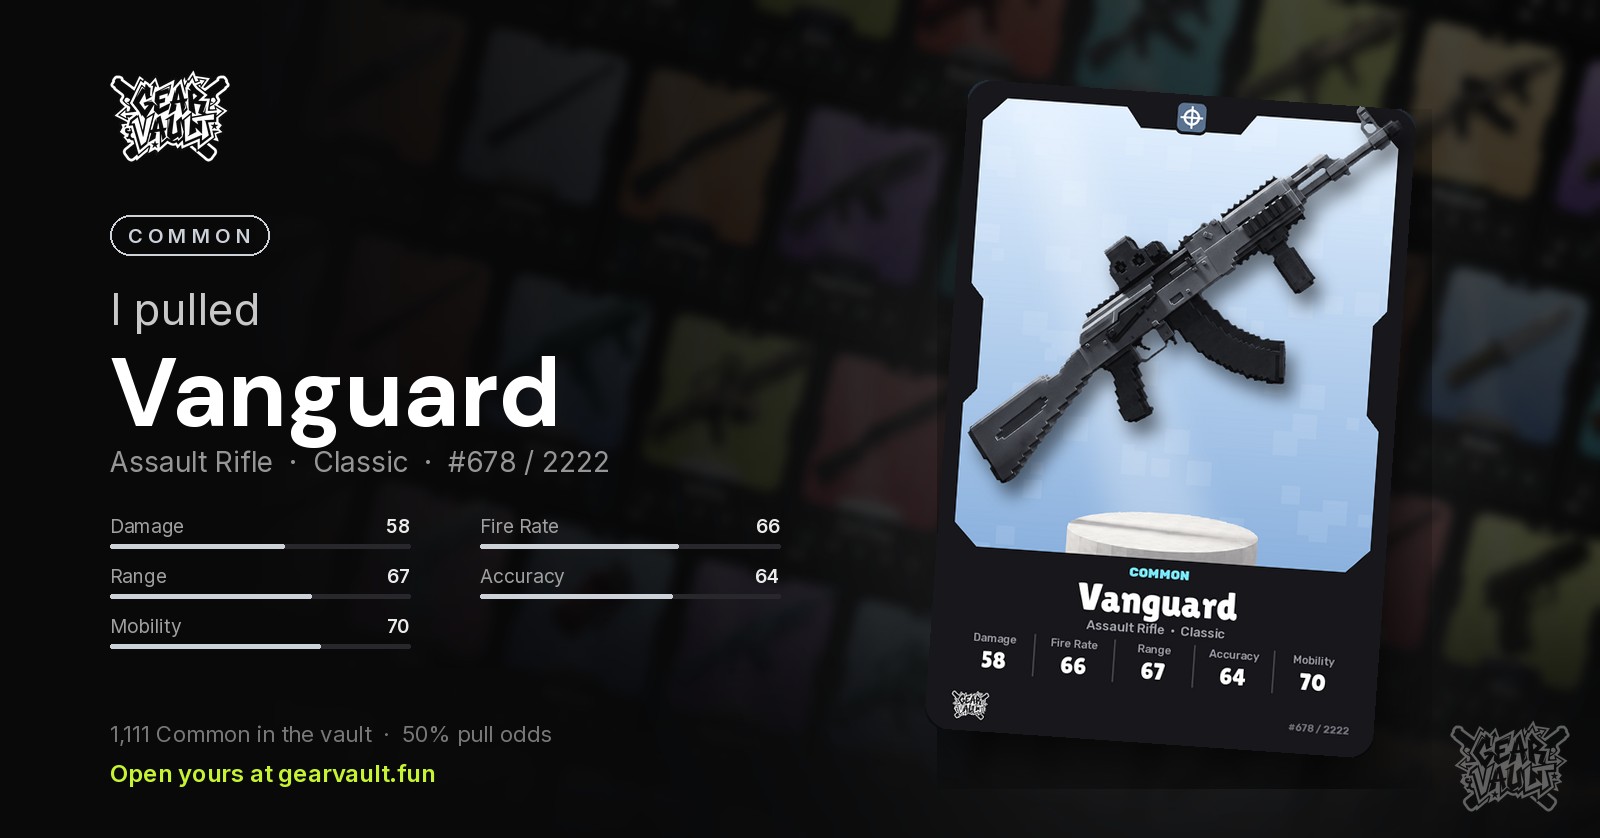 GEAR
VAULT
COMMON
I pulled
Vanguard
Assault Rifle · Classic · #678 / 2222
Damage 58
Fire Rate 66
Range 67
Accuracy 64
Mobility 70
1,111 Common in the vault · 50% pull odds
Open yours at gearvault.fun
COMMON
Vanguard
Assault Rifle · Classic
Damage Fire Rate Range Accuracy Mobility
58 66 67 64 70
GEAR
VAULT
#678 / 2222
GEAR
VAULT